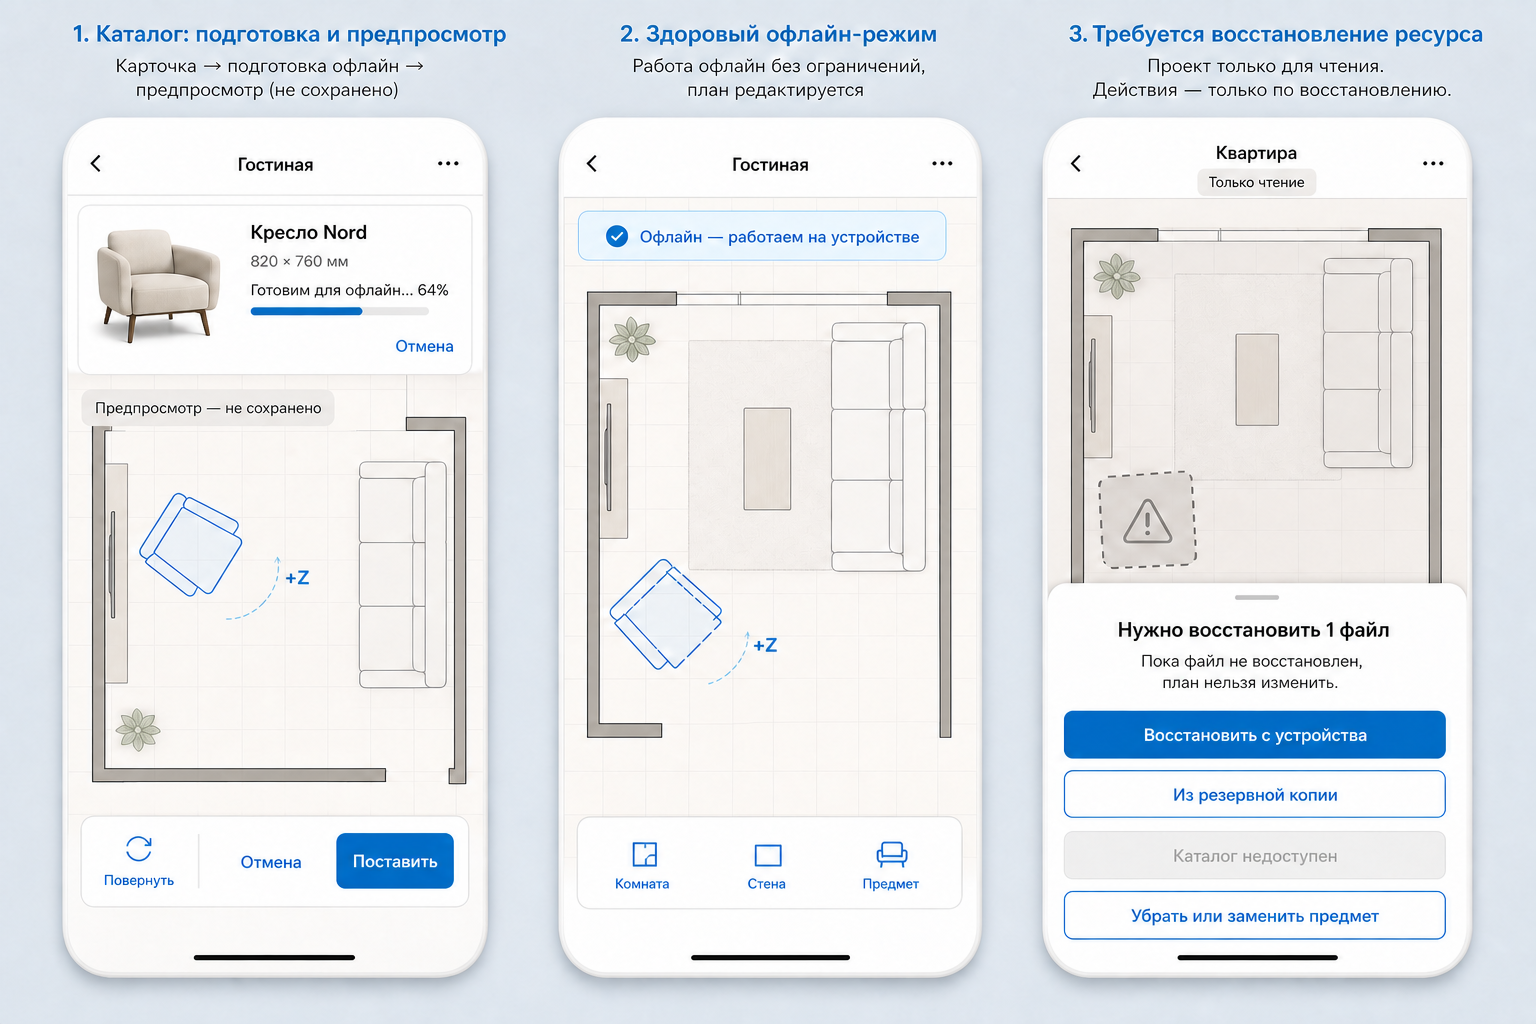 1. Каталог: подготовка и предпросмотр
Карточка → подготовка офлайн →
предпросмотр (не сохранено)
Гостиная
Кресло Nord
820 × 760 мм
Готовим для офлайн... 64%
Отмена
Предпросмотр — не сохранено
+Z
Повернуть
Отмена
Поставить
2. Здоровый офлайн-режим
Работа офлайн без ограничений,
план редактируется
Гостиная
Офлайн — работаем на устройстве
+Z
Комната
Стена
Предмет
3. Требуется восстановление ресурса
Проект только для чтения.
Действия — только по восстановлению.
Квартира
Только чтение
Нужно восстановить 1 файл
Пока файл не восстановлен,
план нельзя изменить.
Восстановить с устройства
Из резервной копии
Каталог недоступен
Убрать или заменить предмет